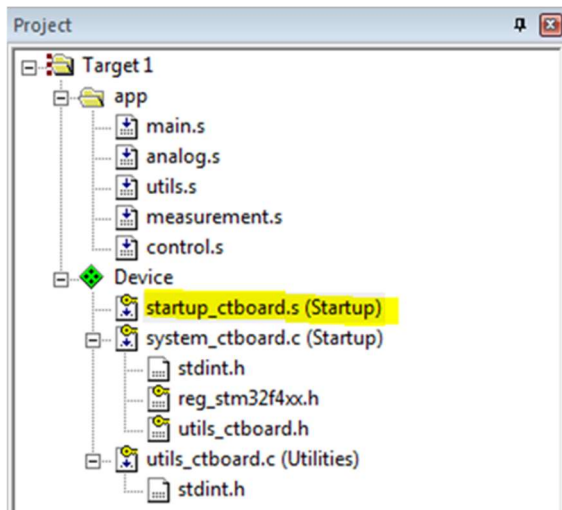 Project
Target 1
app
main.s
analog.s
utils.s
measurement.s
control.s
Device
startup_ctboard.s (Startup)
system_ctboard.c (Startup)
stdint.h
reg_stm32f4xx.h
utils_ctboard.h
utils_ctboard.c (Utilities)
stdint.h